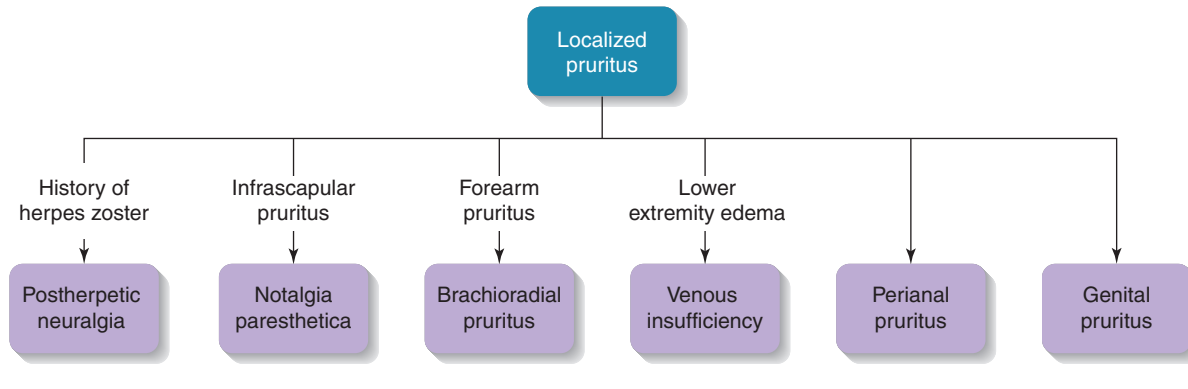 Localized
pruritus
History of
herpes zoster
Infrascapular
pruritus
Forearm
pruritus
Lower
extremity edema
Postherpetic
neuralgia
Notalgia
paresthetica
Brachioradial
pruritus
Venous
insufficiency
Perianal
pruritus
Genital
pruritus